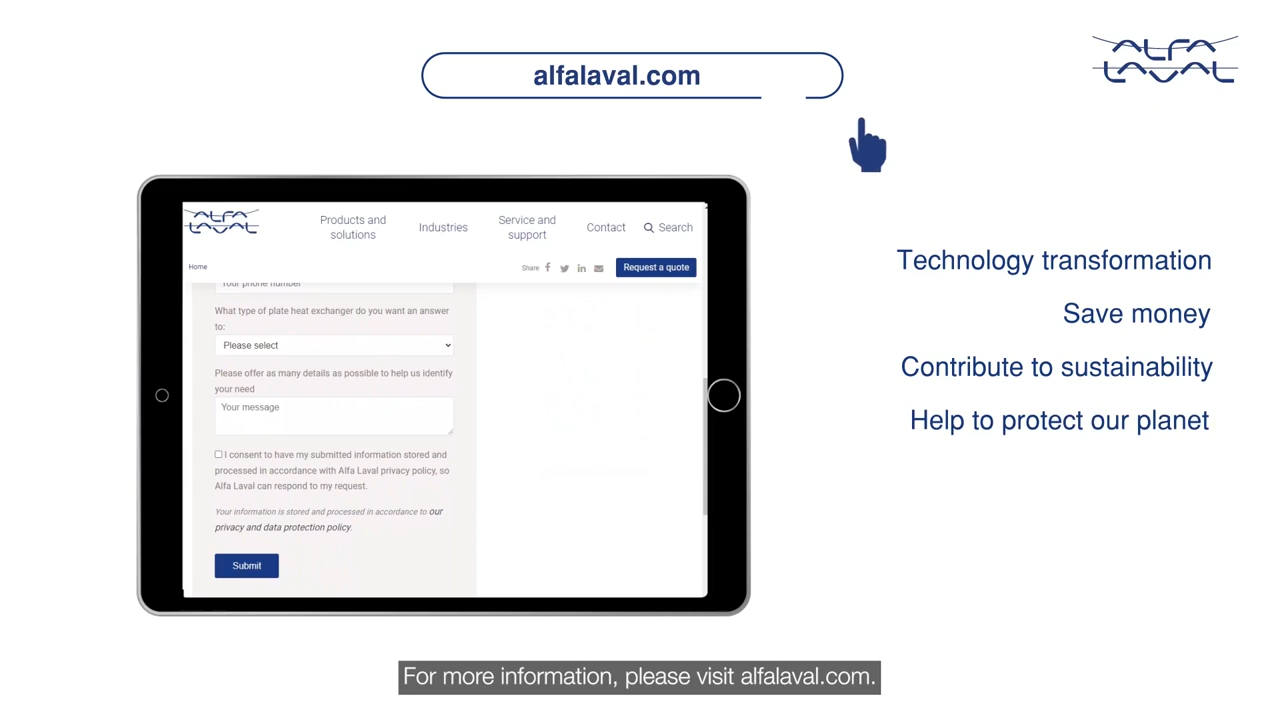 alfalaval.com
ALFA
LAVAL
ALFA
LAVAL
Products and
solutions
Industries
Service and
support
Contact
Search
Home
Share
Request a quote
Your phone number
What type of plate heat exchanger do you want an answer
to:
Please select
Please offer as many details as possible to help us identify
your need
Your message
I consent to have my submitted information stored and
processed in accordance with Alfa Laval privacy policy, so
Alfa Laval can respond to my request.
Your information is stored and processed in accordance to our
privacy and data protection policy.
Submit
Technology transformation
Save money
Contribute to sustainability
Help to protect our planet
For more information, please visit alfalaval.com.